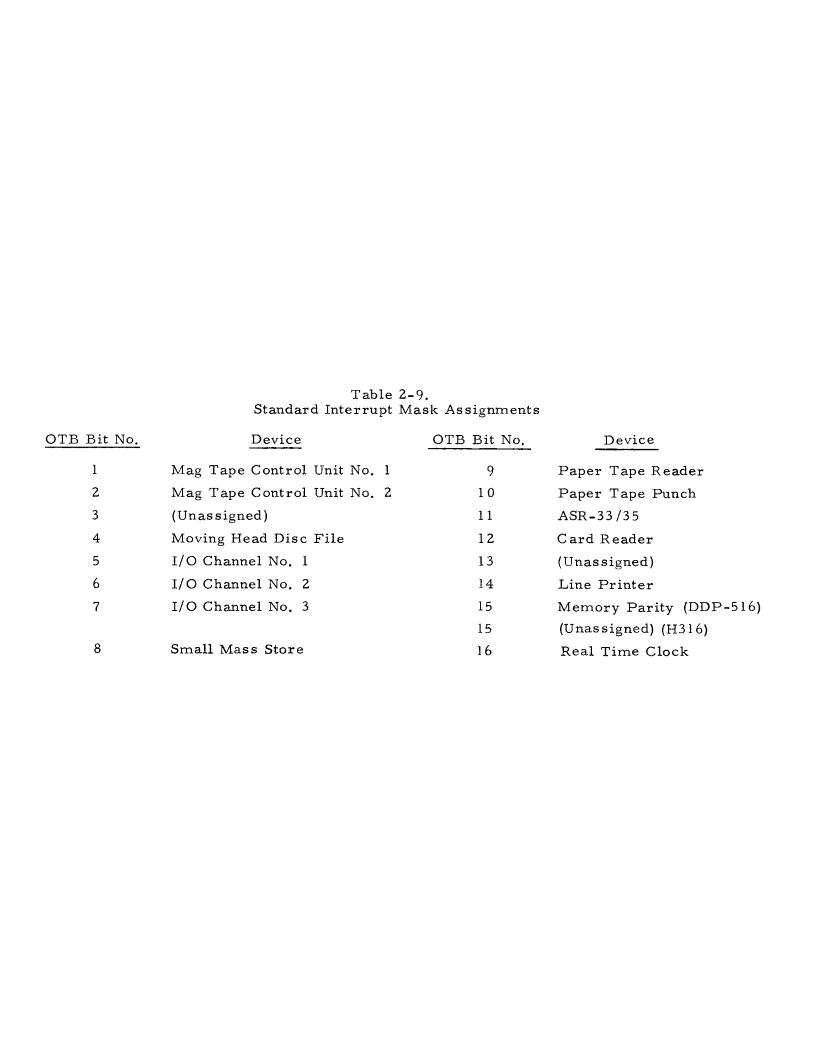 Table 2-9.
Standard Interrupt Mask Assignments
OTB Bit No. Device OTB Bit No. Device
1 Mag Tape Control Unit No. 1 9 Paper Tape Reader
2 Mag Tape Control Unit No. 2 10 Paper Tape Punch
3 (Unassigned) 11 ASR-33/35
4 Moving Head Disc File 12 Card Reader
5 I/O Channel No. 1 13 (Unassigned)
6 I/O Channel No. 2 14 Line Printer
7 I/O Channel No. 3 15 Memory Parity (DDP-516)
15 (Unassigned) (H316)
8 Small Mass Store 16 Real Time Clock